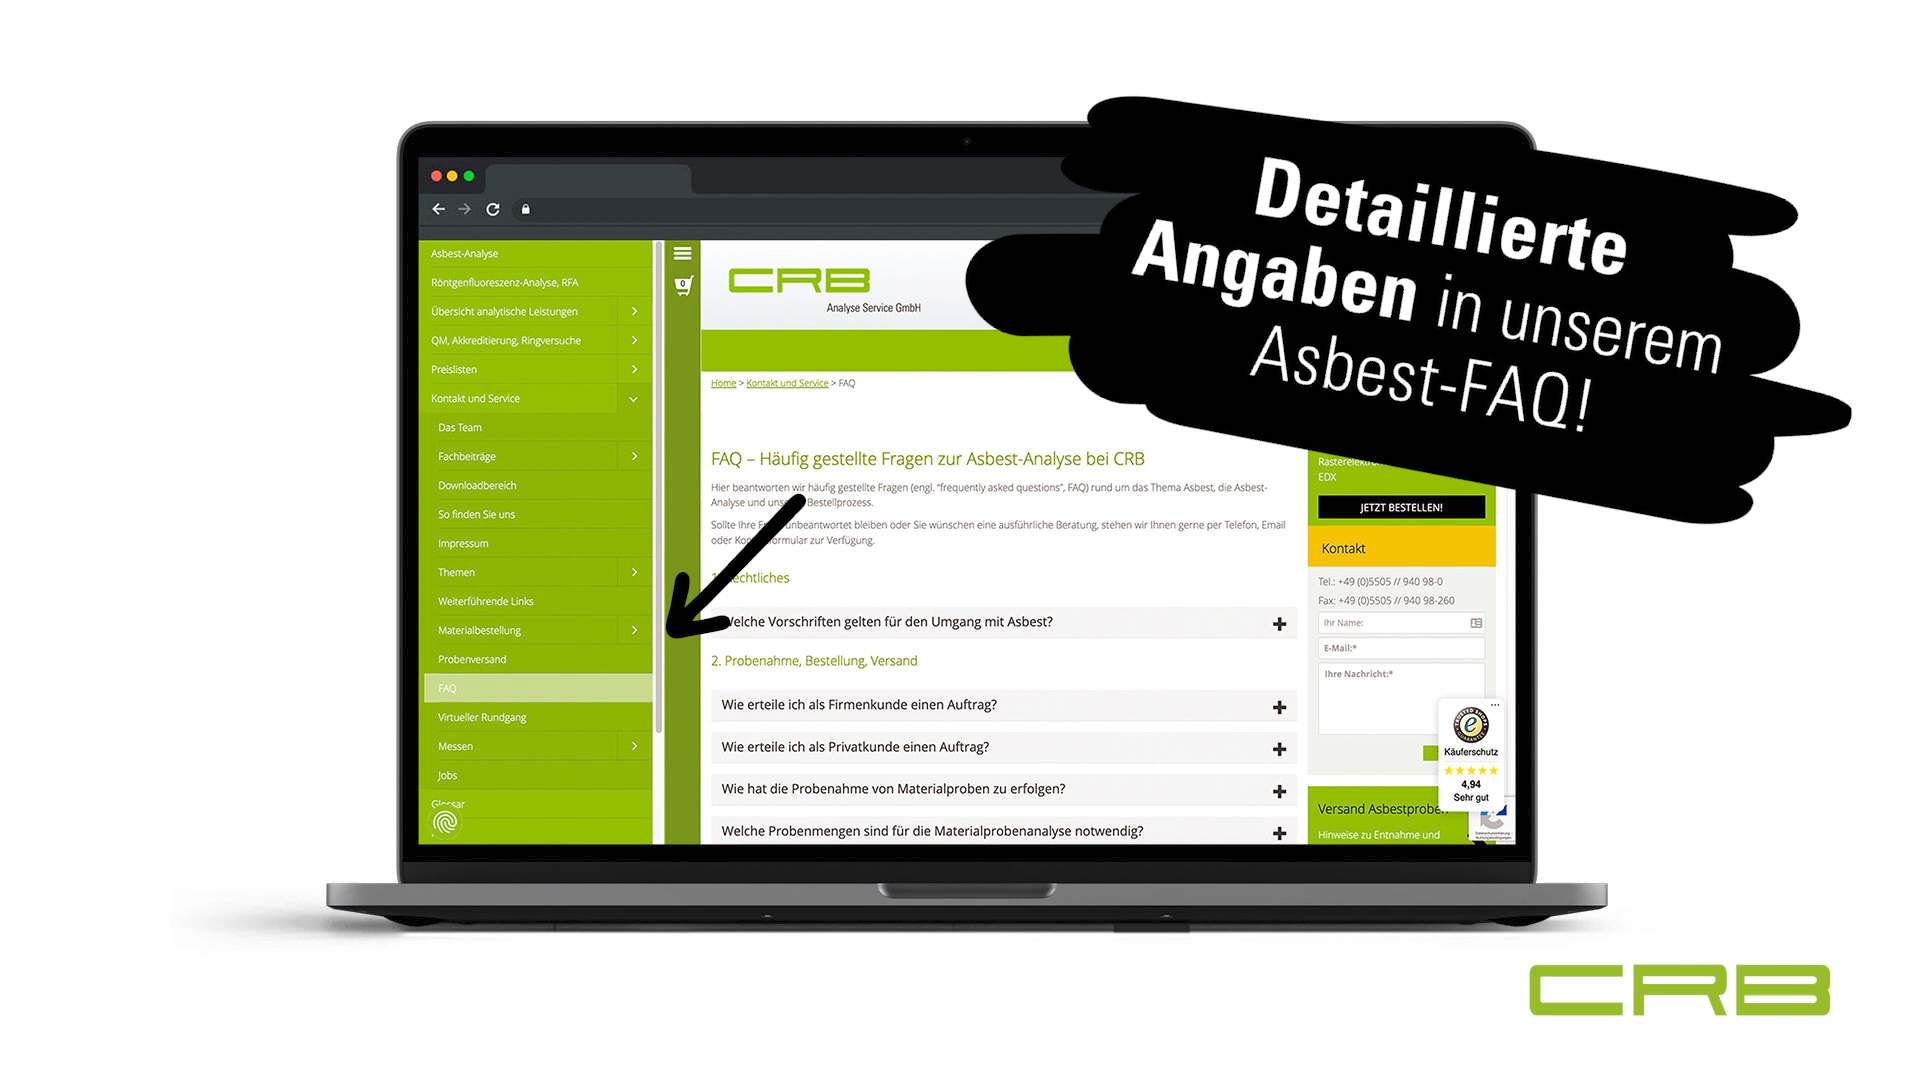 Detaillierte
Angaben in unserem
Asbest-FAQ!
Asbest-Analyse
Röntgenfluoreszenz-Analyse, RFA
Übersicht analytische Leistungen
QM, Akkreditierung, Ringversuche
Preislisten
Kontakt und Service
Das Team
Fachbeiträge
Downloadbereich
So finden Sie uns
Impressum
Themen
Weiterführende Links
Materialbestellung
Probenversand
FAQ
Virtueller Rundgang
Messen
Jobs
Glossar
0
CRB
Analyse Service GmbH
Home > Kontakt und Service > FAQ
FAQ – Häufig gestellte Fragen zur Asbest-Analyse bei CRB
Hier beantworten wir häufig gestellte Fragen (engl. "frequently asked questions", FAQ) rund um das Thema Asbest, die Asbest-
Analyse und Bestellprozess.
Sollte Ihre unbeantwortet bleiben oder Sie wünschen eine ausführliche Beratung, stehen wir Ihnen gerne per Telefon, Email
oder zur Verfügung.
Rechtliches
Welche Vorschriften gelten für den Umgang mit Asbest?
2. Probenahme, Bestellung, Versand
Wie erteile ich als Firmenkunde einen Auftrag?
Wie erteile ich als Privatkunde einen Auftrag?
Wie hat die Probenahme von Materialproben zu erfolgen?
Welche Probenmengen sind für die Materialprobenanalyse notwendig?
EDX
JETZT BESTELLEN!
Kontakt
Tel.: +49 (0)5505 // 940 98-0
Fax: +49 (0)5505 // 940 98-260
Ihr Name:
E-Mail:*
Ihre Nachricht:*
TRUSTED SHOPS
GUARANTEE
Käuferschutz
4,94
Sehr gut
Versand Asbestproben
Hinweise zu Entnahme und
CRB